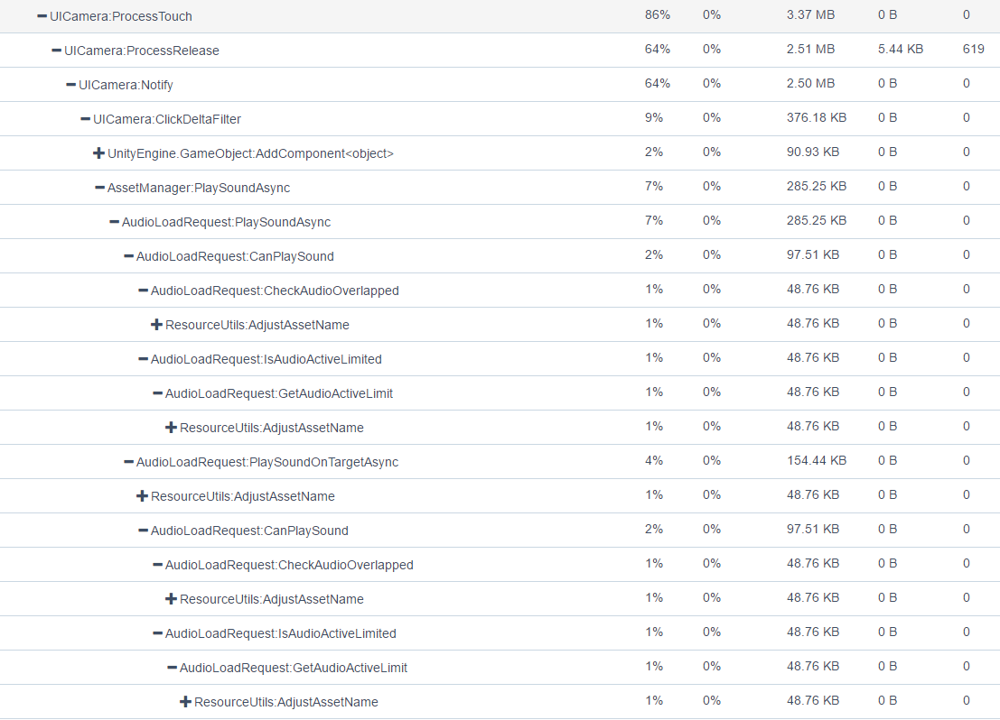 UICamera:ProcessTouch 86% 0% 3.37 MB 0 B 0
UICamera:ProcessRelease 64% 0% 2.51 MB 5.44 KB 619
UICamera:Notify 64% 0% 2.50 MB 0 B 0
UICamera:ClickDeltaFilter 9% 0% 376.18 KB 0 B 0
UnityEngine.GameObject:AddComponent<object> 2% 0% 90.93 KB 0 B 0
AssetManager:PlaySoundAsync 7% 0% 285.25 KB 0 B 0
AudioLoadRequest:PlaySoundAsync 7% 0% 285.25 KB 0 B 0
AudioLoadRequest:CanPlaySound 2% 0% 97.51 KB 0 B 0
AudioLoadRequest:CheckAudioOverlapped 1% 0% 48.76 KB 0 B 0
ResourceUtils:AdjustAssetName 1% 0% 48.76 KB 0 B 0
AudioLoadRequest:IsAudioActiveLimited 1% 0% 48.76 KB 0 B 0
AudioLoadRequest:GetAudioActiveLimit 1% 0% 48.76 KB 0 B 0
ResourceUtils:AdjustAssetName 1% 0% 48.76 KB 0 B 0
AudioLoadRequest:PlaySoundOnTargetAsync 4% 0% 154.44 KB 0 B 0
ResourceUtils:AdjustAssetName 1% 0% 48.76 KB 0 B 0
AudioLoadRequest:CanPlaySound 2% 0% 97.51 KB 0 B 0
AudioLoadRequest:CheckAudioOverlapped 1% 0% 48.76 KB 0 B 0
ResourceUtils:AdjustAssetName 1% 0% 48.76 KB 0 B 0
AudioLoadRequest:IsAudioActiveLimited 1% 0% 48.76 KB 0 B 0
AudioLoadRequest:GetAudioActiveLimit 1% 0% 48.76 KB 0 B 0
ResourceUtils:AdjustAssetName 1% 0% 48.76 KB 0 B 0